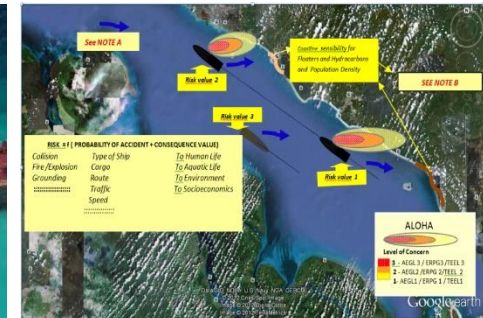 See NOTE A
Risk value 2
Coastline sensibility for
Floaters and Hydrocarbons
and Population Density
SEE NOTE B
Risk value 3
Risk value 1
RISK = f [ PROBABILITY OF ACCIDENT + CONSEQUENCE VALUE]
Collision Type of Ship To Human Life
Fire/Explosion Cargo To Aquatic Life
Grounding Route To Environment
Traffic To Socioeconomics
Speed
ALOHA
Level of Concern
3 - AEGL 3 / ERPG3 /TEEL 3
2 - AEGL2 /ERPG 2/TEEL 2
1- AEGL1 / ERPG 1 / TEEL1
Google earth